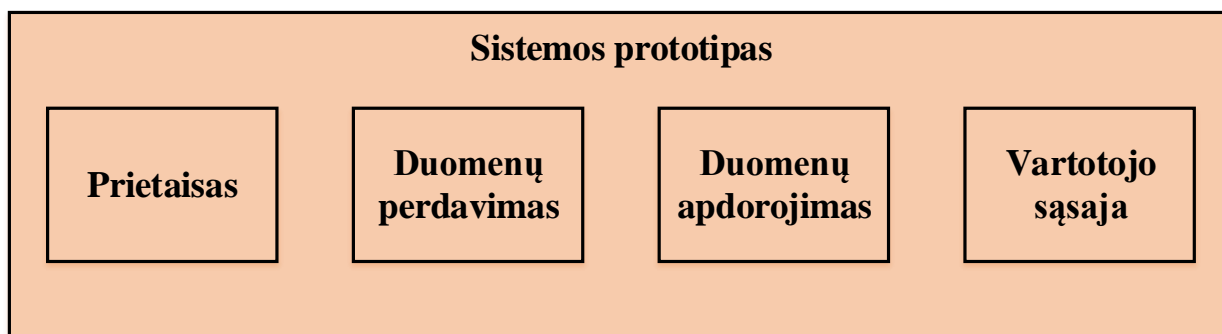 Sistemos prototipas
Prietaisas
Duomenų
perdavimas
Duomenų
apdorojimas
Vartotojo
sąsaja